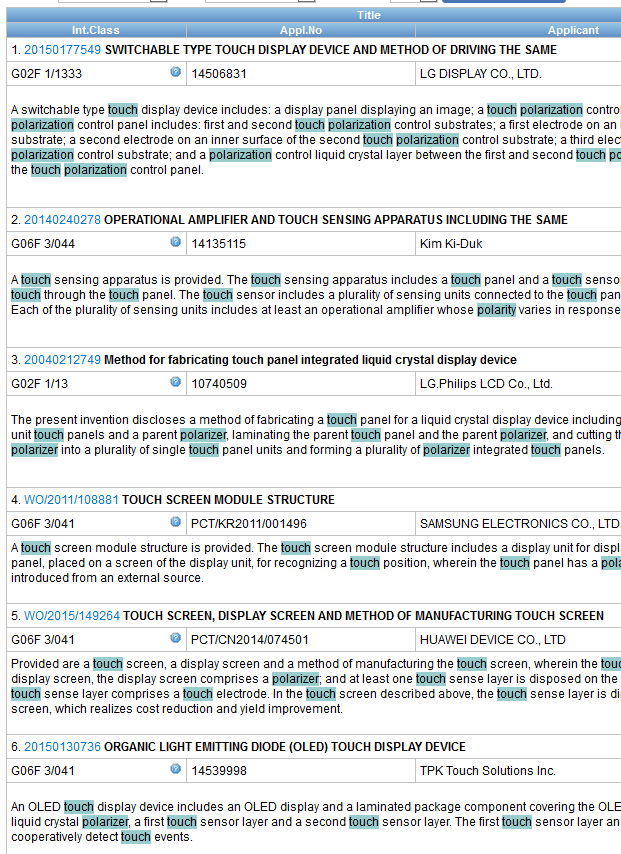 Title
Int.Class Appl.No Applicant
1. 20150177549 SWITCHABLE TYPE TOUCH DISPLAY DEVICE AND METHOD OF DRIVING THE SAME
G02F 1/1333 14506831 LG DISPLAY CO., LTD.
A switchable type touch display device includes: a display panel displaying an image; a touch polarization contro
polarization control panel includes: first and second touch polarization control substrates; a first electrode on an
substrate; a second electrode on an inner surface of the second touch polarization control substrate; a third elec
polarization control substrate; and a polarization control liquid crystal layer between the first and second touch po
the touch polarization control panel.
2. 20140240278 OPERATIONAL AMPLIFIER AND TOUCH SENSING APPARATUS INCLUDING THE SAME
G06F 3/044 14135115 Kim Ki-Duk
A touch sensing apparatus is provided. The touch sensing apparatus includes a touch panel and a touch senso
touch through the touch panel. The touch sensor includes a plurality of sensing units connected to the touch pan
Each of the plurality of sensing units includes at least an operational amplifier whose polarity varies in response
3. 20040212749 Method for fabricating touch panel integrated liquid crystal display device
G02F 1/13 10740509 LG.Philips LCD Co., Ltd.
The present invention discloses a method of fabricating a touch panel for a liquid crystal display device including
unit touch panels and a parent polarizer, laminating the parent touch panel and the parent polarizer, and cutting th
polarizer into a plurality of single touch panel units and forming a plurality of polarizer integrated touch panels.
4. WO/2011/108881 TOUCH SCREEN MODULE STRUCTURE
G06F 3/041 PCT/KR2011/001496 SAMSUNG ELECTRONICS CO., LTD
A touch screen module structure is provided. The touch screen module structure includes a display unit for displ
panel, placed on a screen of the display unit, for recognizing a touch position, wherein the touch panel has a pola
introduced from an external source.
5. WO/2015/149264 TOUCH SCREEN, DISPLAY SCREEN AND METHOD OF MANUFACTURING TOUCH SCREEN
G06F 3/041 PCT/CN2014/074501 HUAWEI DEVICE CO., LTD
Provided are a touch screen, a display screen and a method of manufacturing the touch screen, wherein the touc
display screen, the display screen comprises a polarizer; and at least one touch sense layer is disposed on the
touch sense layer comprises a touch electrode. In the touch screen described above, the touch sense layer is di
screen, which realizes cost reduction and yield improvement.
6. 20150130736 ORGANIC LIGHT EMITTING DIODE (OLED) TOUCH DISPLAY DEVICE
G06F 3/041 14539998 TPK Touch Solutions Inc.
An OLED touch display device includes an OLED display and a laminated package component covering the OLE
liquid crystal polarizer, a first touch sensor layer and a second touch sensor layer. The first touch sensor layer an
cooperatively detect touch events.